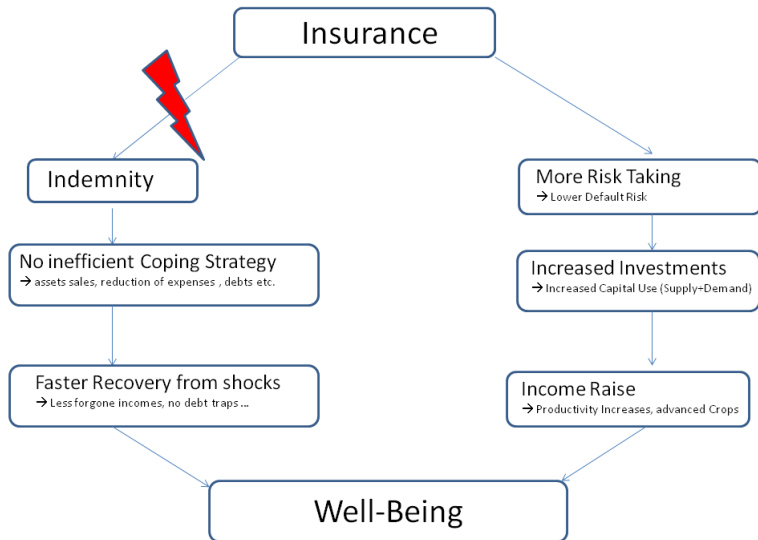 Insurance
Indemnity
No inefficient Coping Strategy
→ assets sales, reduction of expenses , debts etc.
Faster Recovery from shocks
→ Less forgone incomes, no debt traps ...
More Risk Taking
→ Lower Default Risk
Increased Investments
→ Increased Capital Use (Supply+Demand)
Income Raise
→ Productivity Increases, advanced Crops
Well-Being